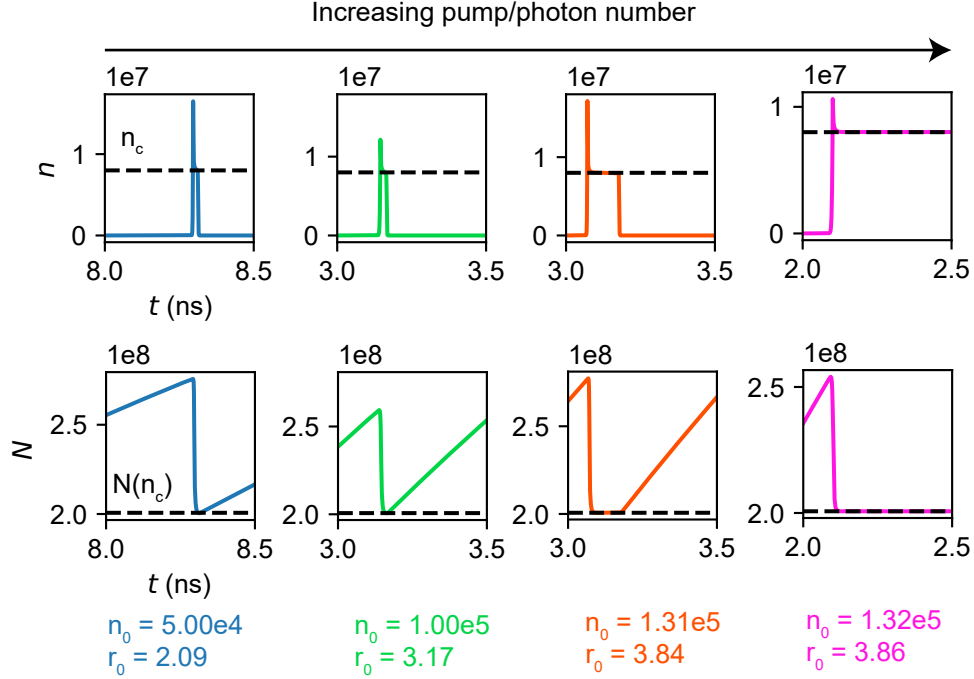 Increasing pump/photon number
1e7 1e7 1e7 1e7
n
1
0
n_c
8.0 8.5
t (ns)
1
0
3.0 3.5
1
0
3.0 3.5
1
0
2.0 2.5
1e8 1e8 1e8 1e8
N
2.5
2.0
N(n_c)
8.0 8.5
t (ns)
2.5
2.0
3.0 3.5
2.5
2.0
3.0 3.5
2.5
2.0
2.0 2.5
n_0 = 5.00e4
r_0 = 2.09
n_0 = 1.00e5
r_0 = 3.17
n_0 = 1.31e5
r_0 = 3.84
n_0 = 1.32e5
r_0 = 3.86